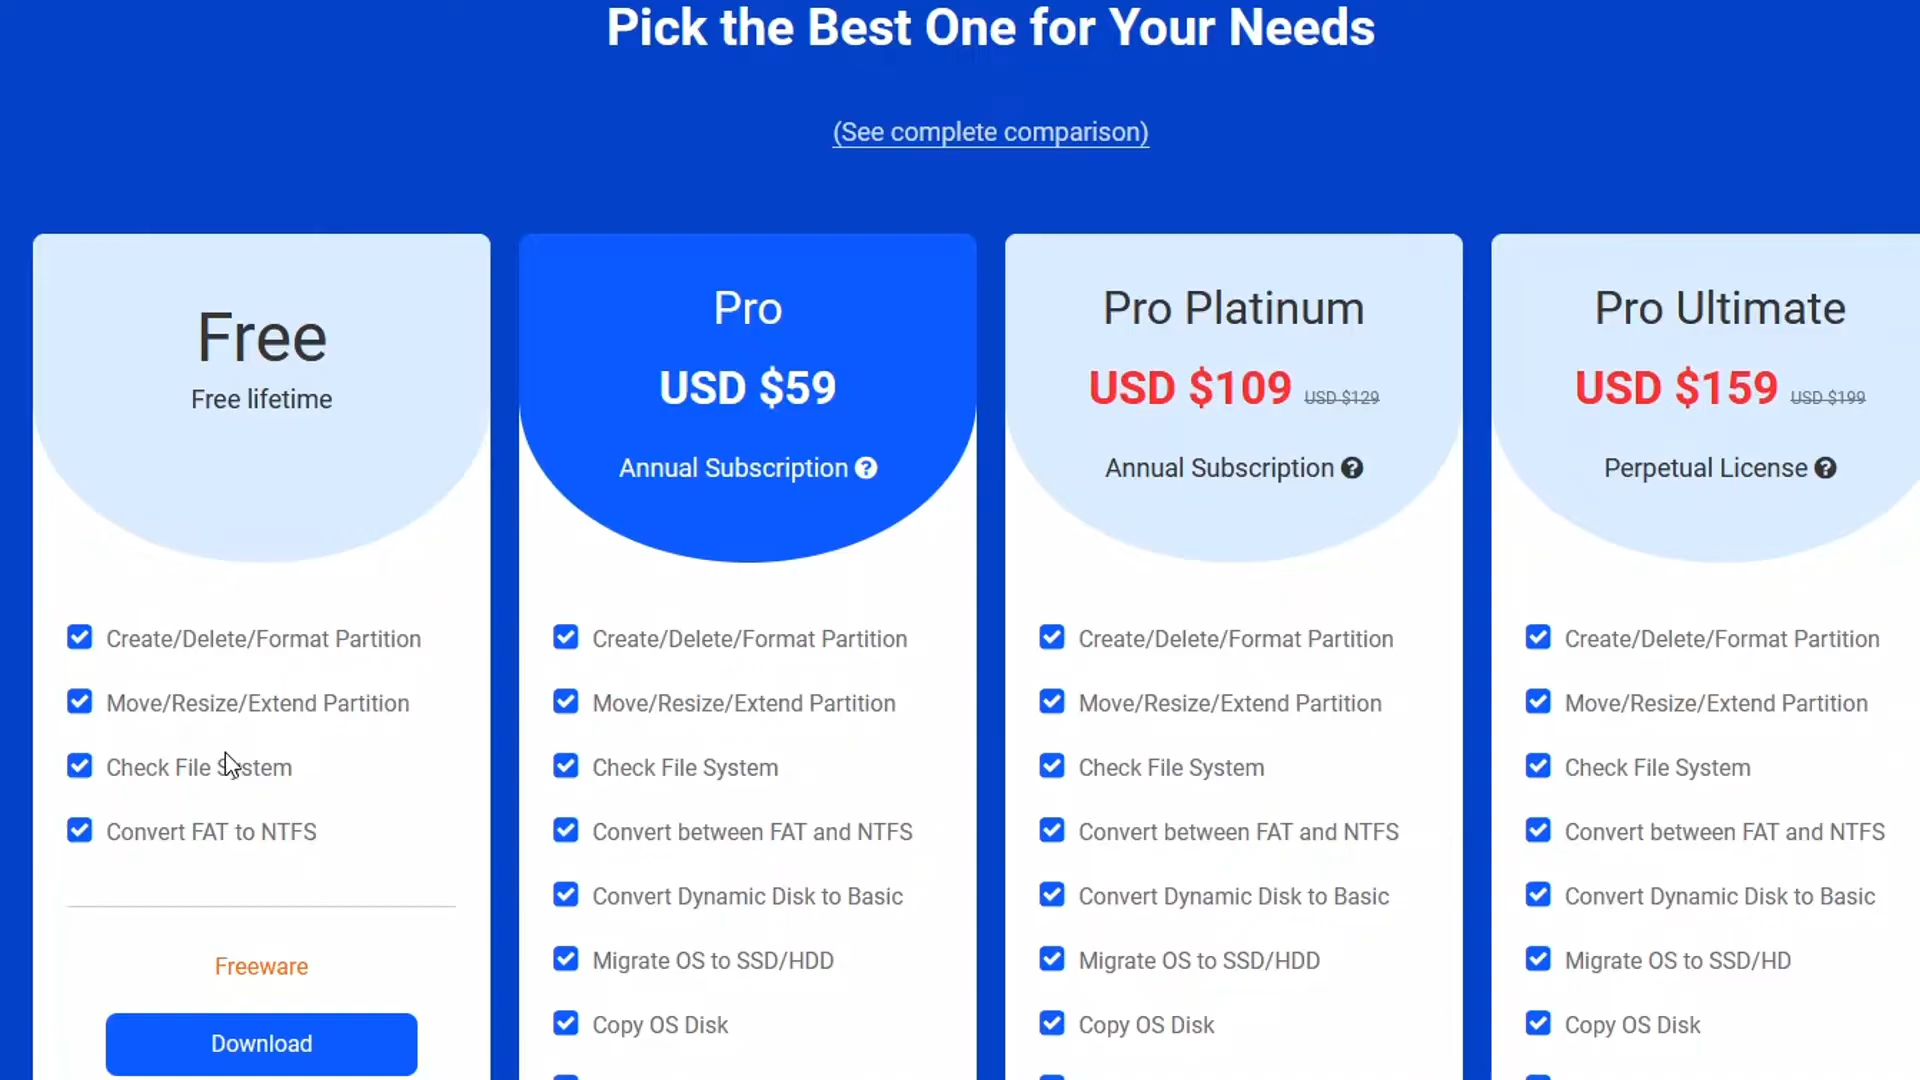 Pick the Best One for Your Needs
(See complete comparison)
Free
Free lifetime
Create/Delete/Format Partition
Move/Resize/Extend Partition
Check File System
Convert FAT to NTFS
Freeware
Download
Pro
USD $59
Annual Subscription
Create/Delete/Format Partition
Move/Resize/Extend Partition
Check File System
Convert between FAT and NTFS
Convert Dynamic Disk to Basic
Migrate OS to SSD/HDD
Copy OS Disk
Pro Platinum
USD $109 USD $129
Annual Subscription
Create/Delete/Format Partition
Move/Resize/Extend Partition
Check File System
Convert between FAT and NTFS
Convert Dynamic Disk to Basic
Migrate OS to SSD/HDD
Copy OS Disk
Pro Ultimate
USD $159 USD $199
Perpetual License
Create/Delete/Format Partition
Move/Resize/Extend Partition
Check File System
Convert between FAT and NTFS
Convert Dynamic Disk to Basic
Migrate OS to SSD/HD
Copy OS Disk